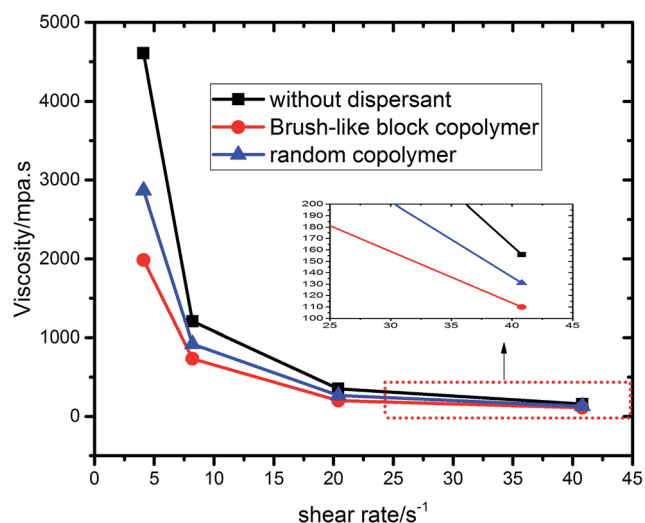 5000
4000
3000
2000
1000
0
Viscosity/mpa.s
without dispersant
Brush-like block copolymer
random copolymer
200
190
180
170
160
150
140
130
120
110
100
25 30 35 40 45
0 5 10 15 20 25 30 35 40 45
shear rate/s⁻¹